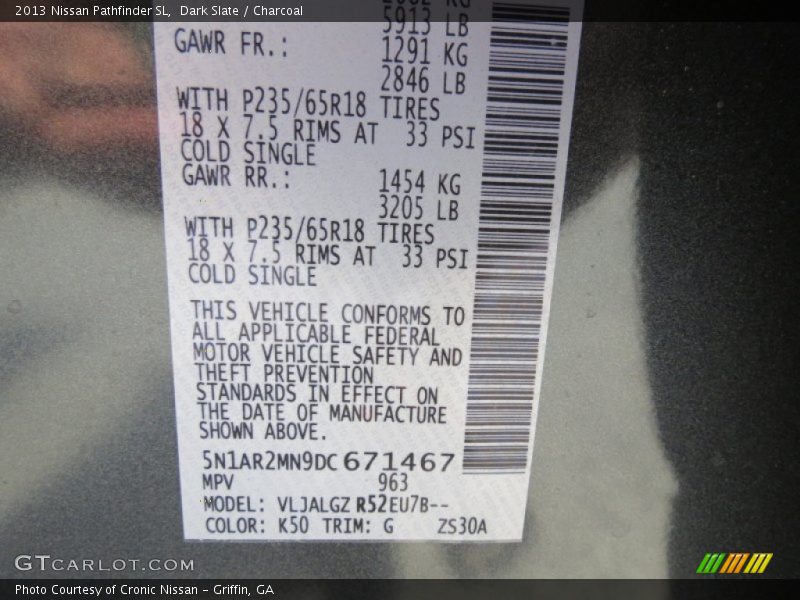 2013 Nissan Pathfinder SL, Dark Slate / Charcoal
5913 LB
GAWR FR.: 1291 KG
2846 LB
WITH P235/65R18 TIRES
18 X 7.5 RIMS AT 33 PSI
COLD SINGLE
GAWR RR.: 1454 KG
3205 LB
WITH P235/65R18 TIRES
18 X 7.5 RIMS AT 33 PSI
COLD SINGLE
THIS VEHICLE CONFORMS TO
ALL APPLICABLE FEDERAL
MOTOR VEHICLE SAFETY AND
THEFT PREVENTION
STANDARDS IN EFFECT ON
THE DATE OF MANUFACTURE
SHOWN ABOVE.
5N1AR2MN9DC671467
MPV 963
MODEL: VLJALGZ R52EU7B--
COLOR: K50 TRIM: G ZS30A
GTCARLOT.COM
Photo Courtesy of Cronic Nissan - Griffin, GA